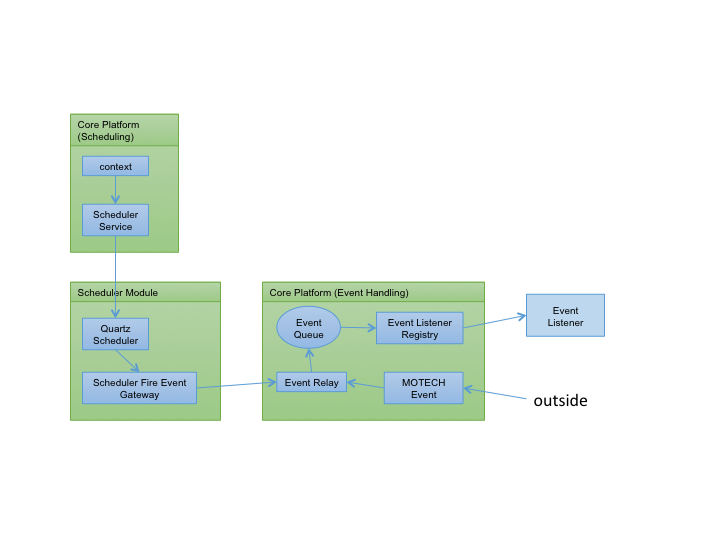 Core Platform
(Scheduling)
context
Scheduler
Service
Scheduler Module
Quartz
Scheduler
Scheduler Fire Event
Gateway
Core Platform (Event Handling)
Event
Queue
Event Listener
Registry
Event Relay
MOTECH
Event
Event
Listener
outside